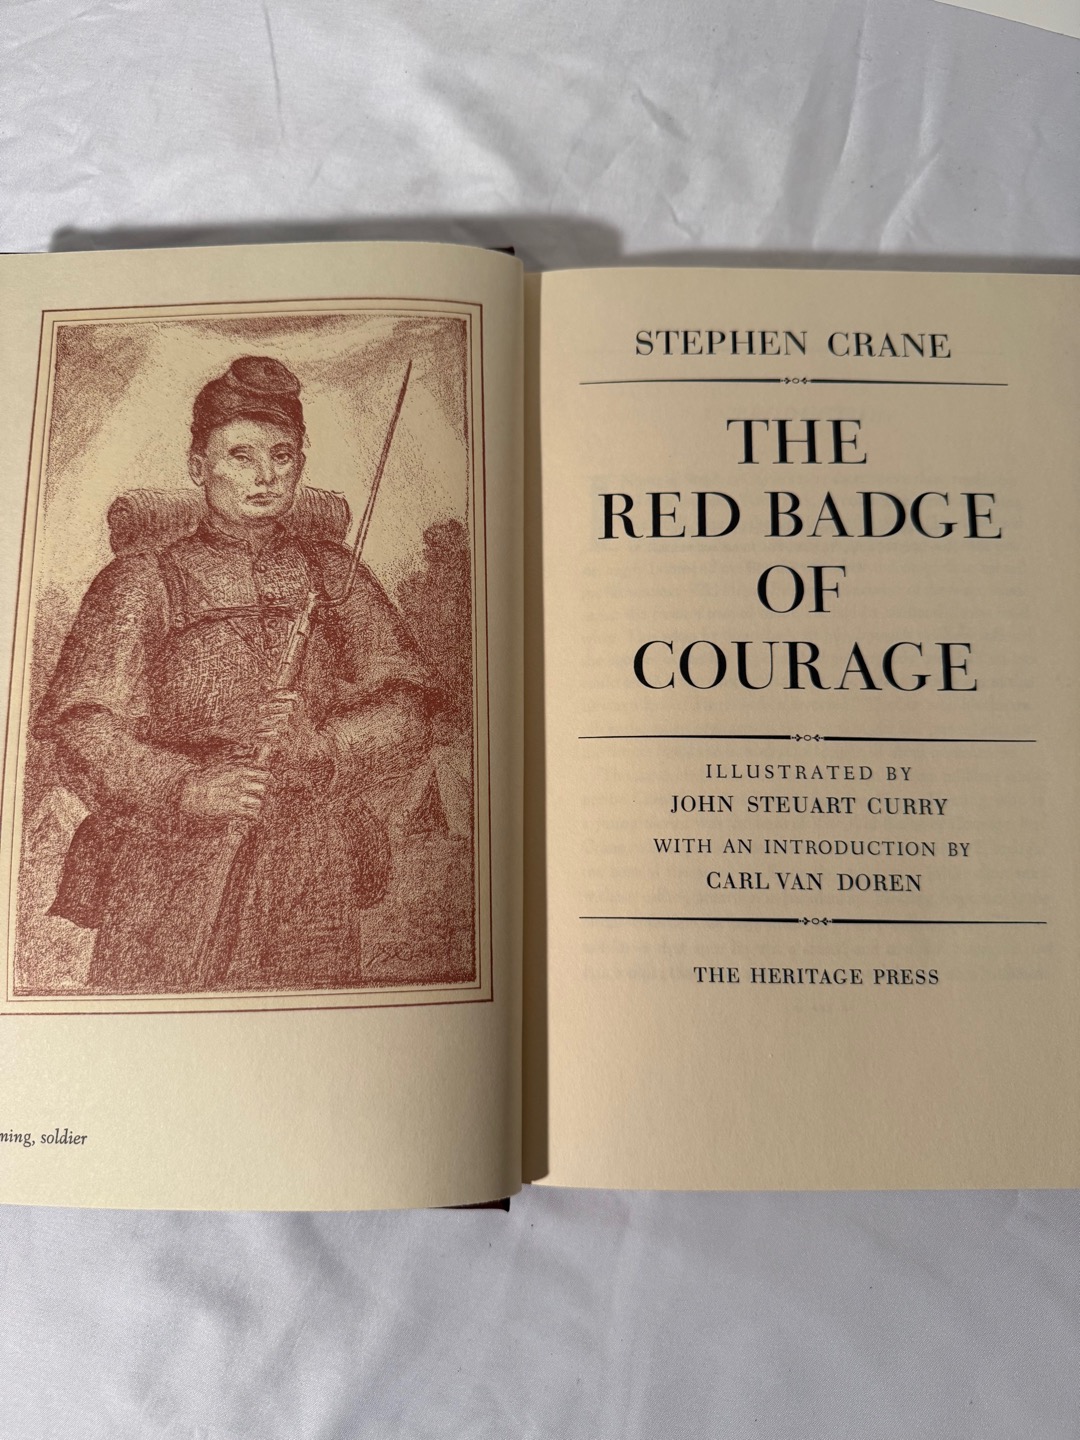 soldier
STEPHEN CRANE
THE
RED BADGE
OF
COURAGE
ILLUSTRATED BY
JOHN STEUART CURRY
WITH AN INTRODUCTION BY
CARL VAN DOREN
THE HERITAGE PRESS